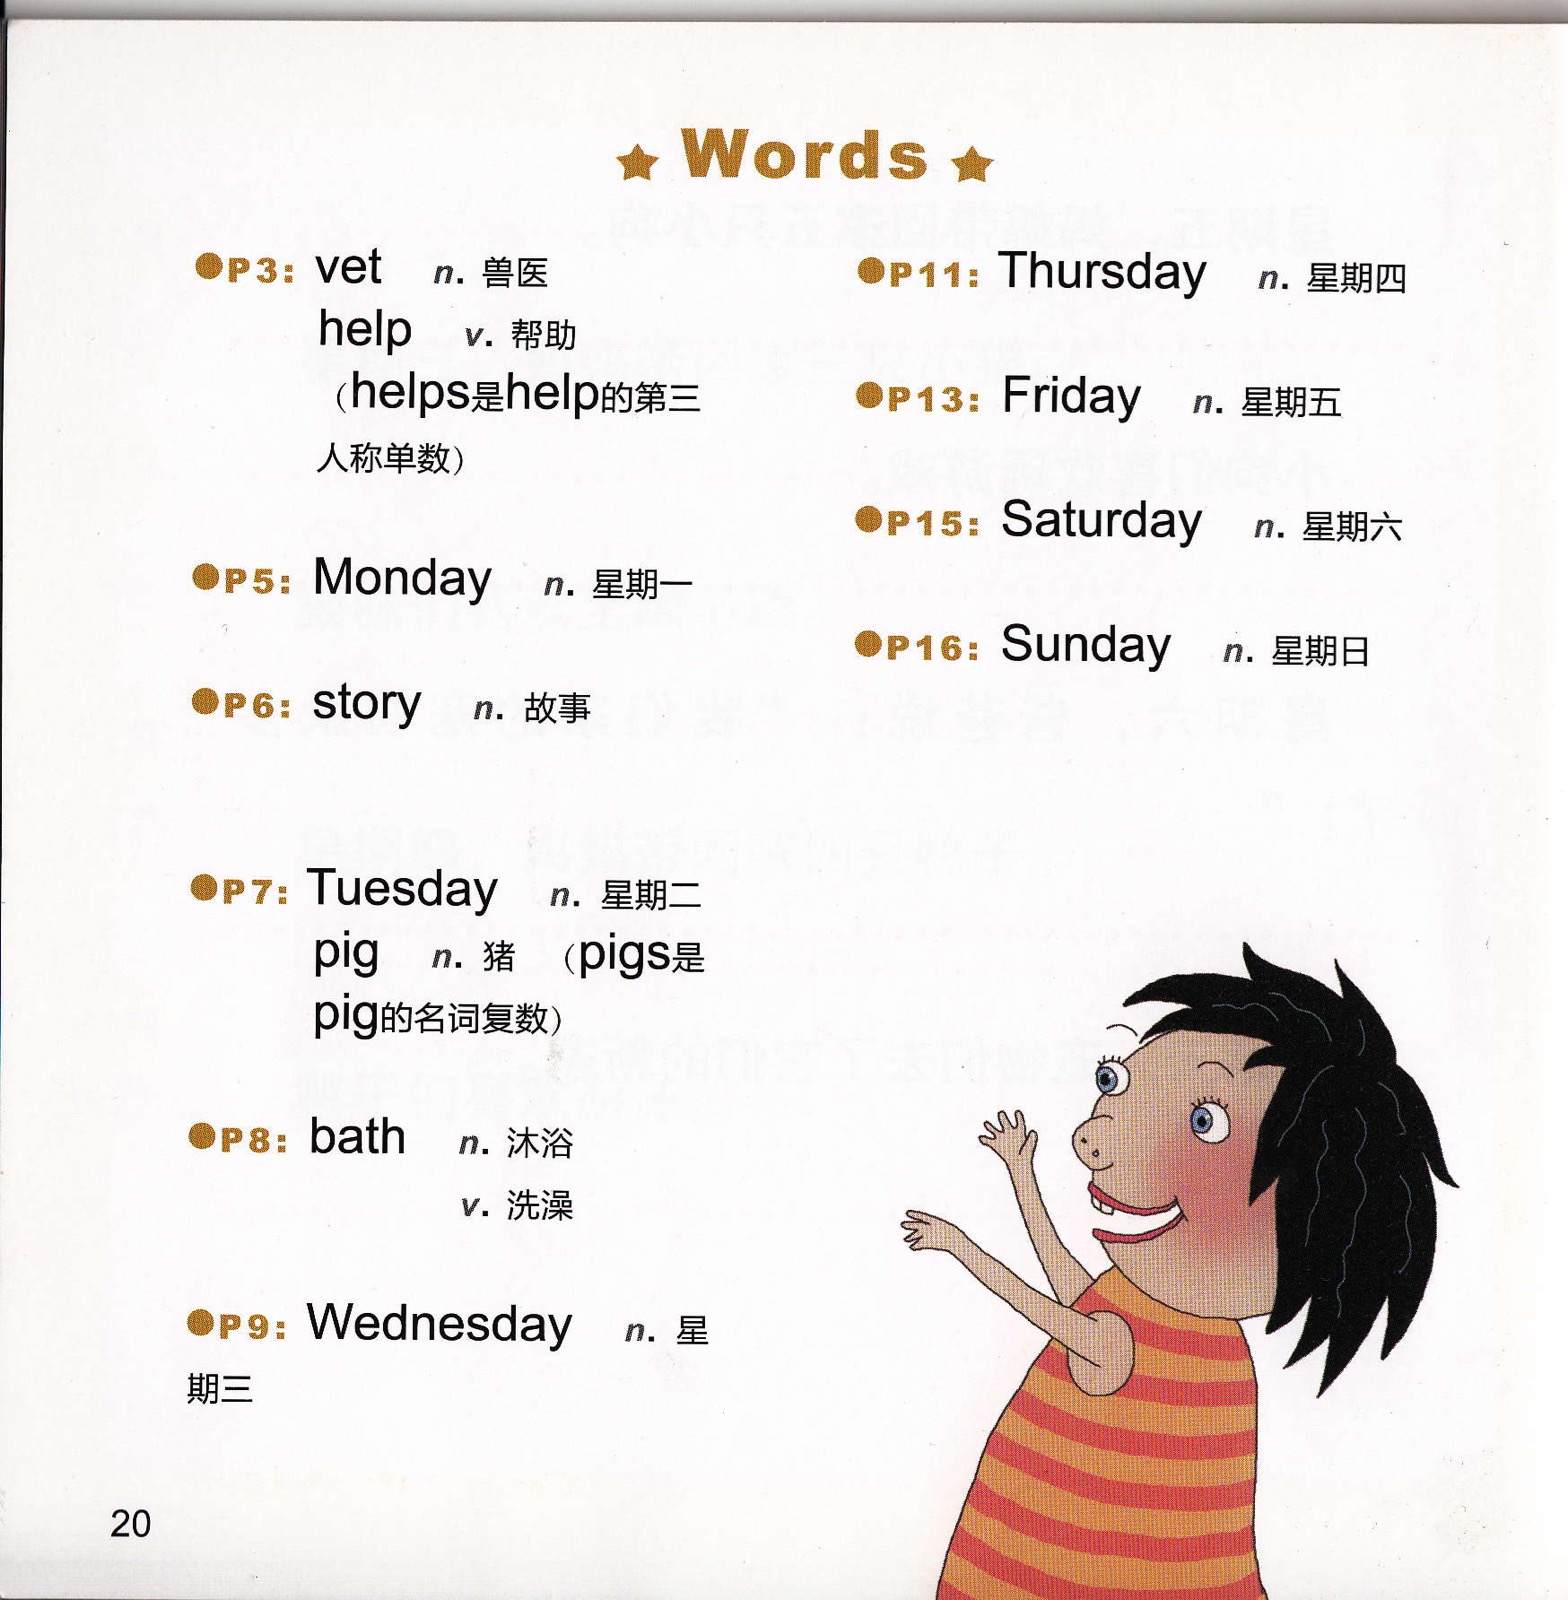 Words
P3: vet n. 兽医
help v. 帮助
（helps是help的第三
人称单数）
P5: Monday n. 星期一
P6: story n. 故事
P7: Tuesday n. 星期二
pig n. 猪 （pigs是
pig的名词复数）
P8: bath n. 沐浴
v. 洗澡
P9: Wednesday n. 星
期三
P11: Thursday n. 星期四
P13: Friday n. 星期五
P15: Saturday n. 星期六
P16: Sunday n. 星期日
20